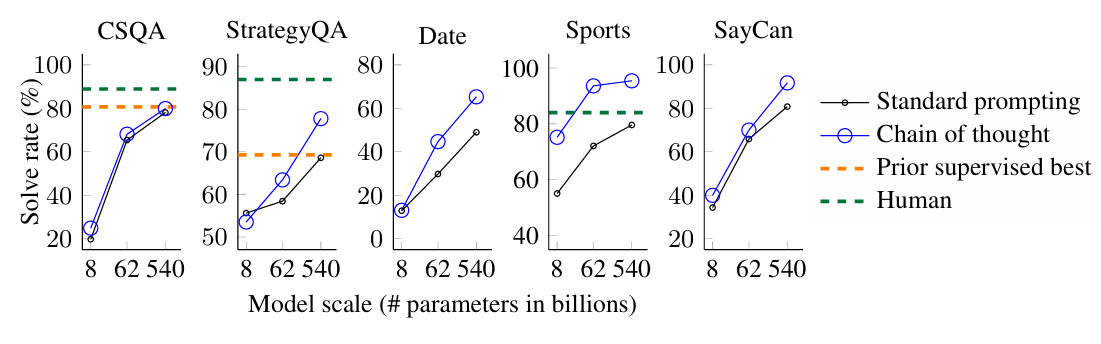 CSQA StrategyQA Date Sports SayCan
Solve rate (%)
100 80 60 40 20
90 80 70 60 50
80 60 40 20 0
100 80 60 40
100 80 60 40 20
8 62 540 8 62 540 8 62 540 8 62 540 8 62 540
Model scale (# parameters in billions)
Standard prompting
Chain of thought
Prior supervised best
Human